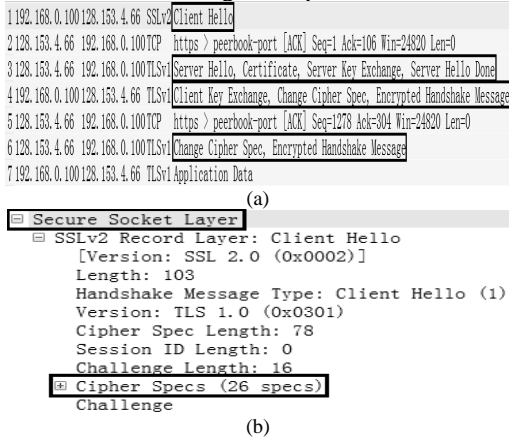 1 192.168.0.100 128.153.4.66 SSLv2 Client Hello
2 128.153.4.66 192.168.0.100 TCP https > peerbook-port [ACK] Seq=1 Ack=106 Win=24820 Len=0
3 128.153.4.66 192.168.0.100 TLSv1 Server Hello, Certificate, Server Key Exchange, Server Hello Done
4 192.168.0.100 128.153.4.66 TLSv1 Client Key Exchange, Change Cipher Spec, Encrypted Handshake Message
5 128.153.4.66 192.168.0.100 TCP https > peerbook-port [ACK] Seq=1278 Ack=304 Win=24820 Len=0
6 128.153.4.66 192.168.0.100 TLSv1 Change Cipher Spec, Encrypted Handshake Message
7 192.168.0.100 128.153.4.66 TLSv1 Application Data
(a)
Secure Socket Layer
SSLv2 Record Layer: Client Hello
[Version: SSL 2.0 (0x0002)]
Length: 103
Handshake Message Type: Client Hello (1)
Version: TLS 1.0 (0x0301)
Cipher Spec Length: 78
Session ID Length: 0
Challenge Length: 16
Cipher Specs (26 specs)
Challenge
(b)